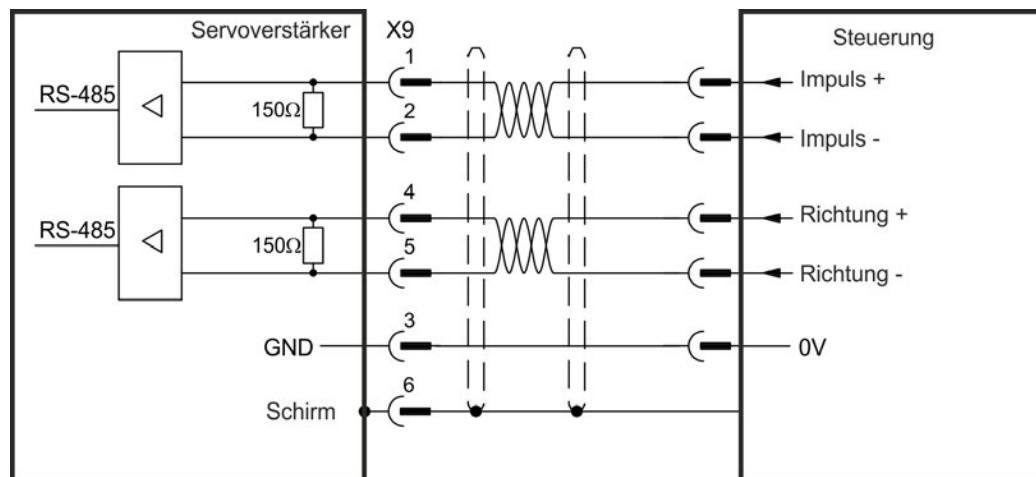 Servoverstärker
X9
Steuerung
1
Impuls +
RS-485
150Ω
2
Impuls -
4
Richtung +
RS-485
150Ω
5
Richtung -
3
GND
0V
6
Schirm